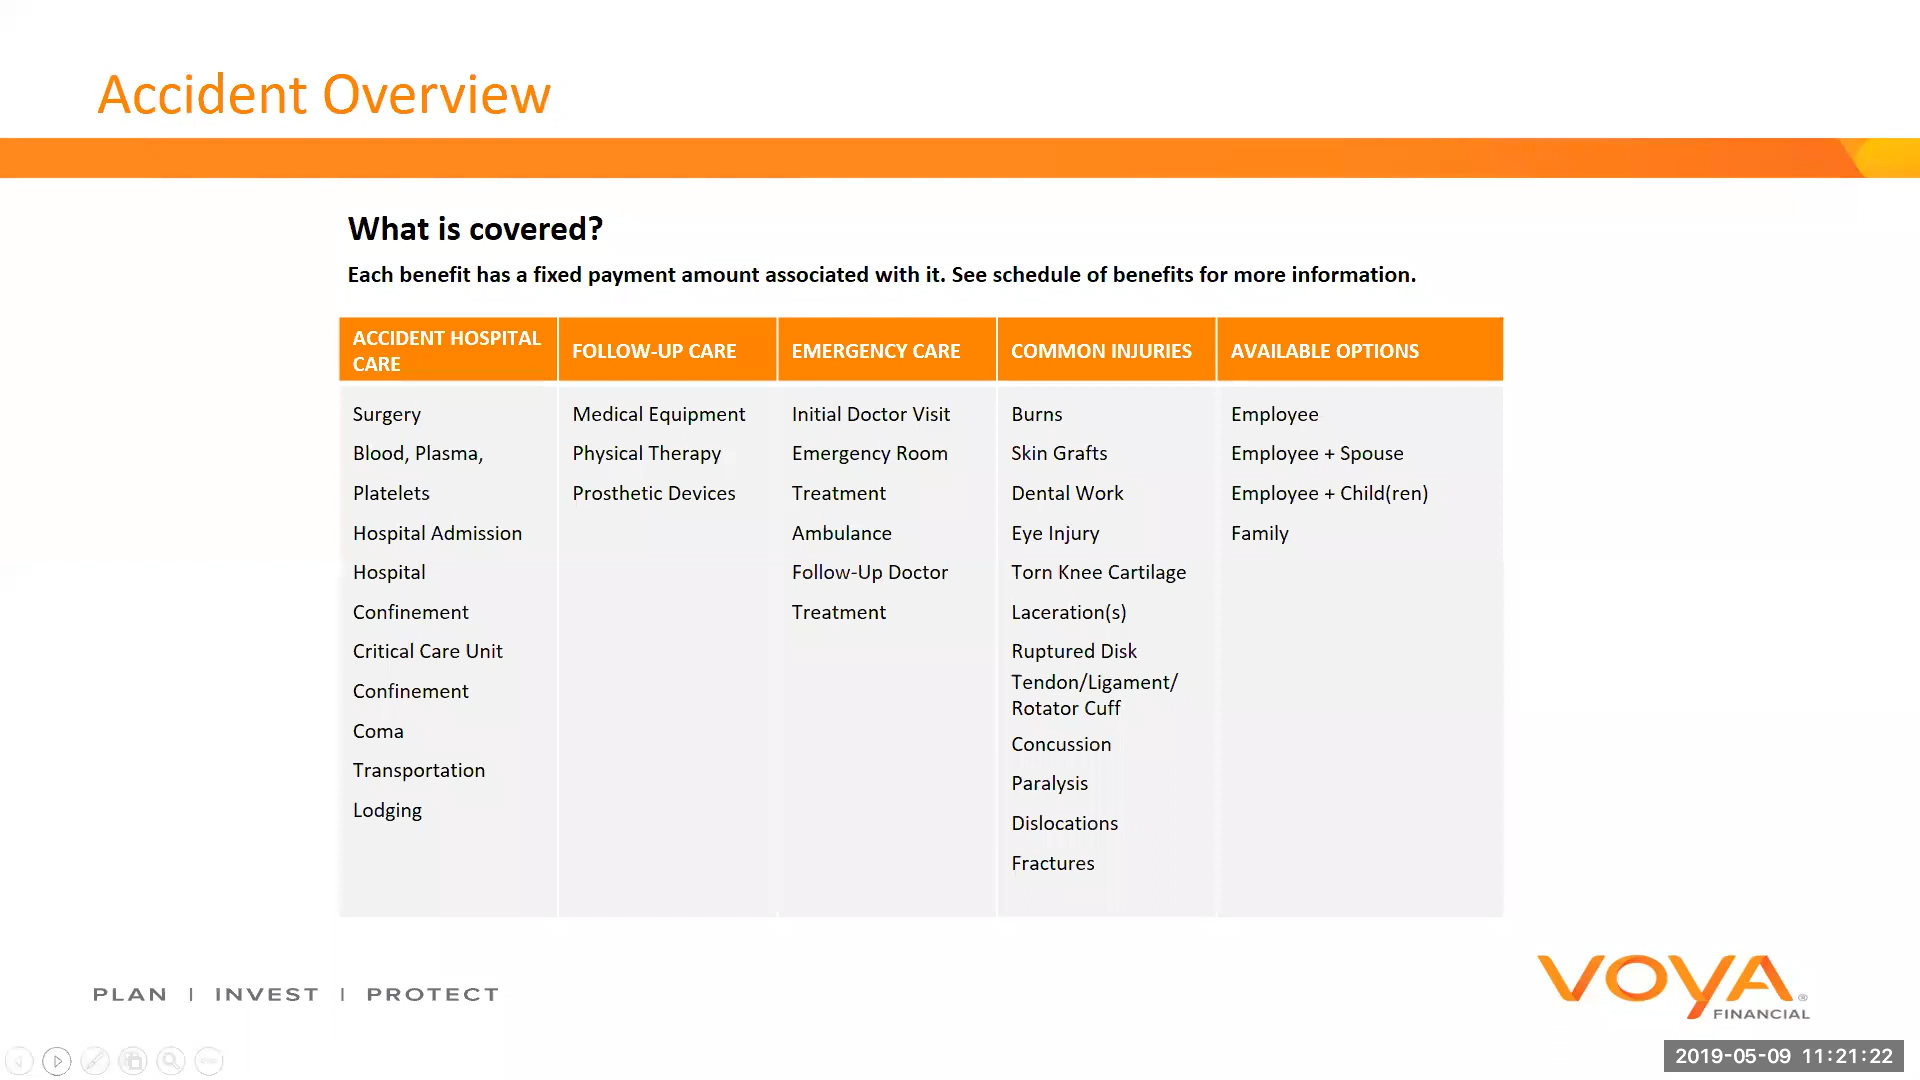 Accident Overview
What is covered?
Each benefit has a fixed payment amount associated with it. See schedule of benefits for more information.
ACCIDENT HOSPITAL
CARE
Surgery
Blood, Plasma,
Platelets
Hospital Admission
Hospital
Confinement
Critical Care Unit
Confinement
Coma
Transportation
Lodging
FOLLOW-UP CARE
Medical Equipment
Physical Therapy
Prosthetic Devices
EMERGENCY CARE
Initial Doctor Visit
Emergency Room
Treatment
Ambulance
Follow-Up Doctor
Treatment
COMMON INJURIES
Burns
Skin Grafts
Dental Work
Eye Injury
Torn Knee Cartilage
Laceration(s)
Ruptured Disk
Tendon/Ligament/
Rotator Cuff
Concussion
Paralysis
Dislocations
Fractures
AVAILABLE OPTIONS
Employee
Employee + Spouse
Employee + Child(ren)
Family
PLAN | INVEST | PROTECT
VOYA®
FINANCIAL
2019-05-09 11:21:22